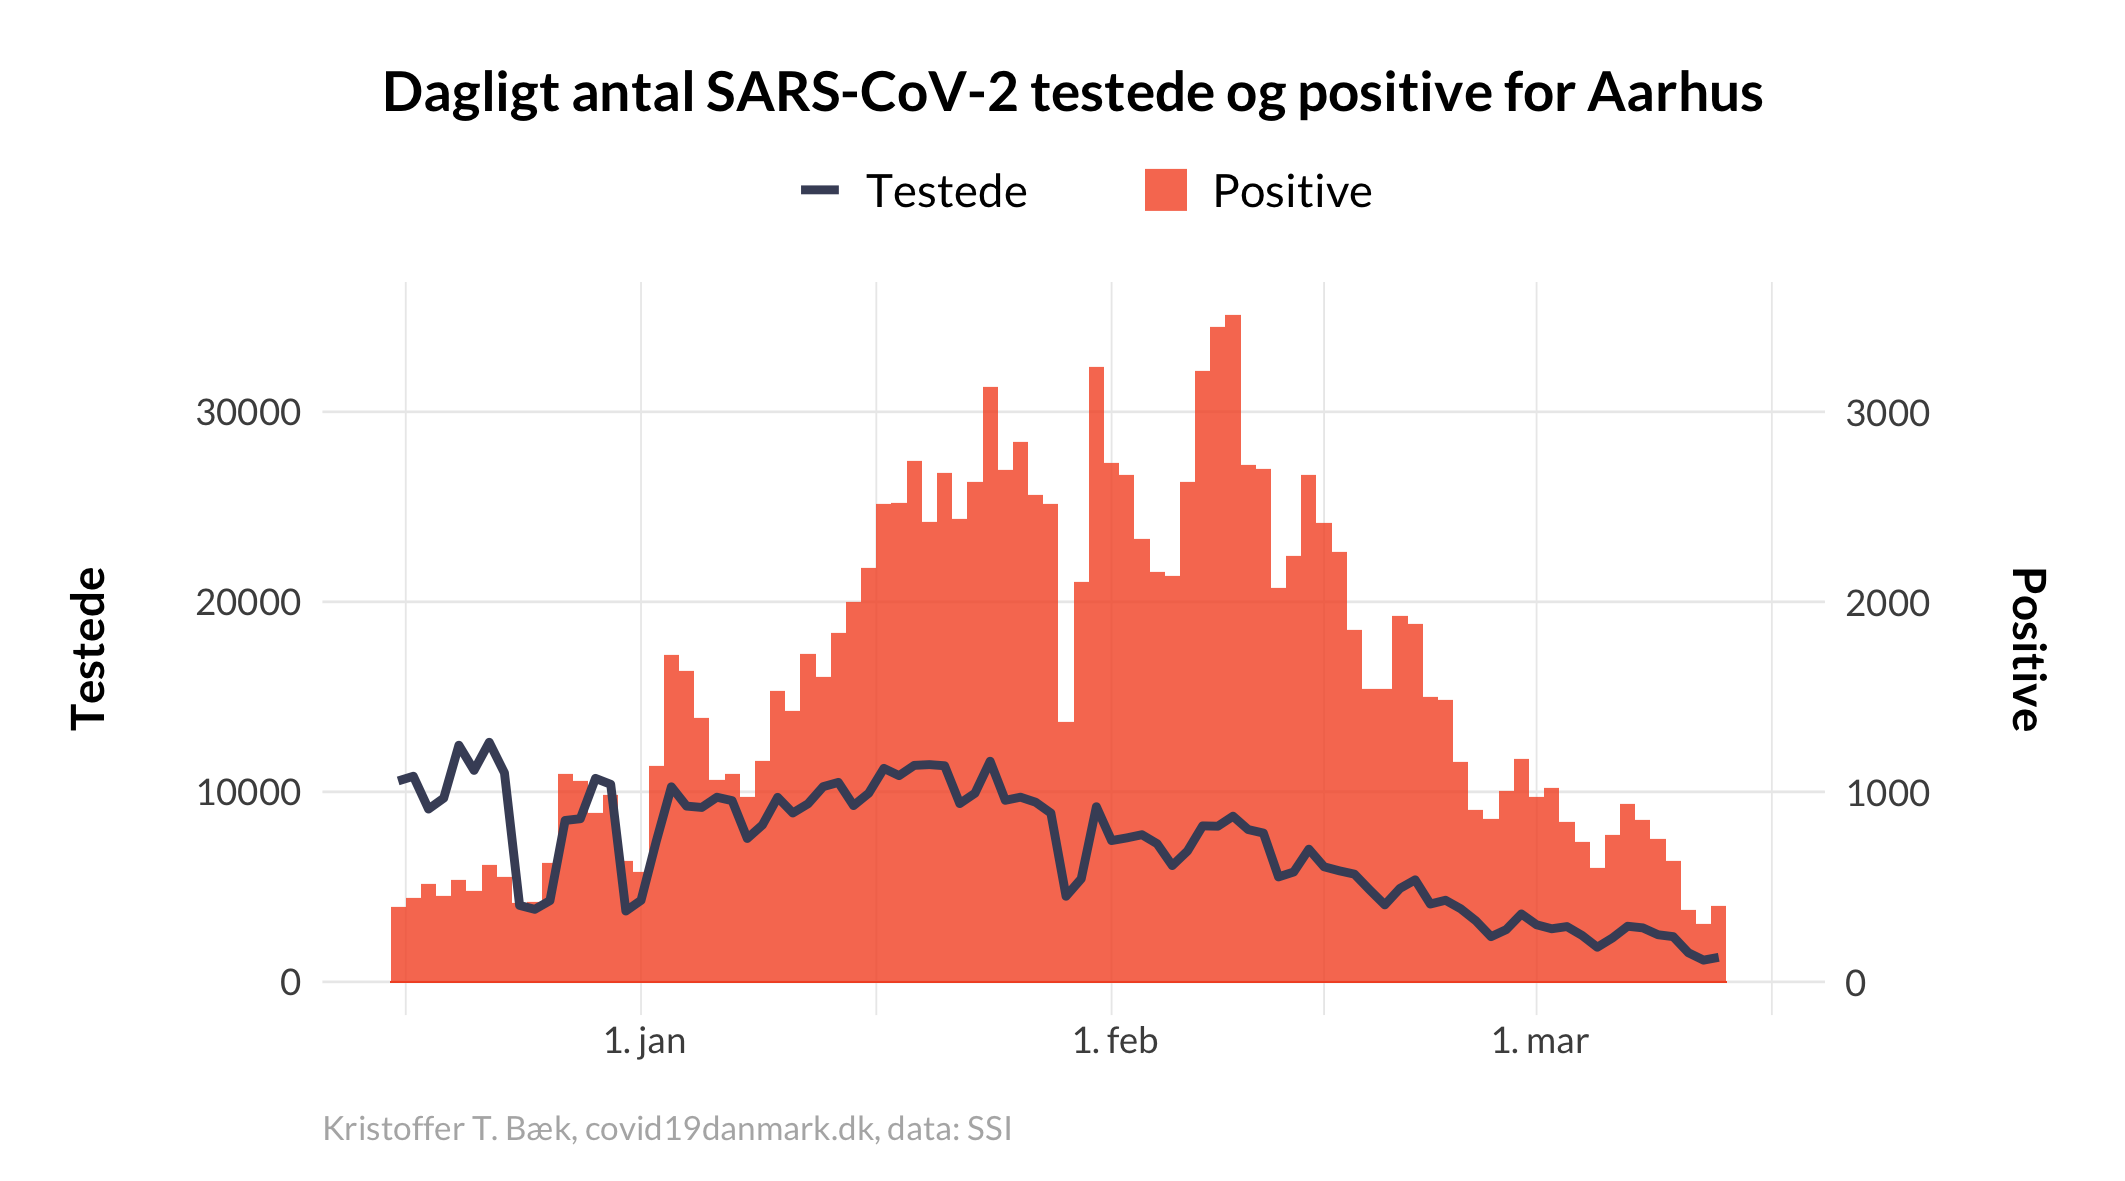 Dagligt antal SARS-CoV-2 testede og positive for Aarhus
Testede
Positive
30000
20000
10000
0
Testede
3000
2000
1000
0
Positive
1. jan
1. feb
1. mar
Kristoffer T. Bæk, covid19danmark.dk, data: SSI